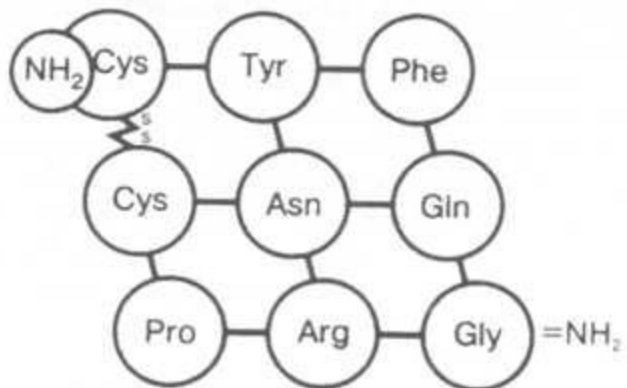 NH₂ Cys Tyr Phe
s
s
Cys Asn Gln
Pro Arg Gly =NH₂